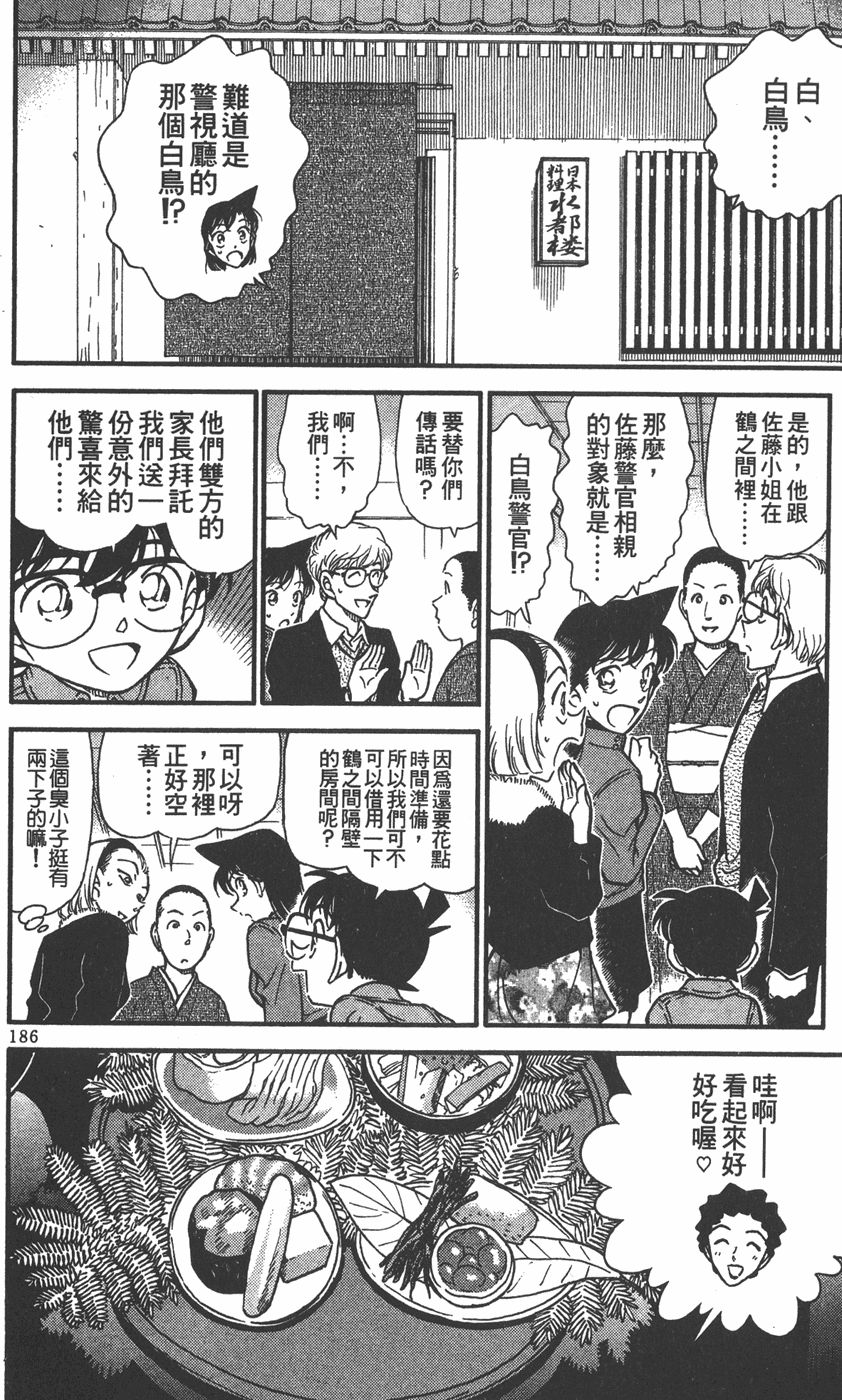 白、
白鳥⋯⋯
難道是
警視廳的
那個白鳥!?
日本
料理
是的，他跟
佐藤小姐在
鶴之間裡⋯⋯
那麼，
佐藤警官相親
的對象就是⋯⋯
白鳥警官!?
要替你們
傳話嗎？
啊⋯不，
我們⋯⋯
他們雙方的
家長拜託
我們送一
份意外的
驚喜來給
他們⋯⋯
因為還要花點
時間準備，
所以我們可不
可以借用一下
鶴之間隔壁
的房間呢？
可以呀
，那裡
正好空
著⋯⋯
這個臭小子挺有
兩下子的嘛！
186
哇啊——
看起來好
好吃喔♡